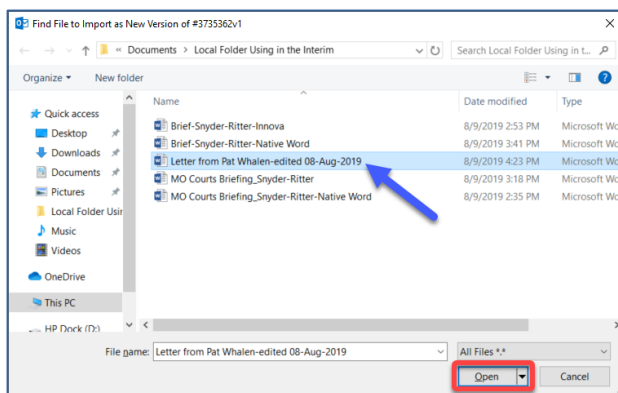 Find File to Import as New Version of #3735362v1
« Documents > Local Folder Using in the Interim
Search Local Folder Using in t...
Organize
New folder
Name
Date modified
Type
Quick access
Desktop
Downloads
Documents
Pictures
Local Folder Usir
Music
Videos
OneDrive
This PC
HP Dock (D:)
Brief-Snyder-Ritter-Innova 8/9/2019 2:53 PM Microsoft Wo
Brief-Snyder-Ritter-Native Word 8/9/2019 3:41 PM Microsoft Wo
Letter from Pat Whalen-edited 08-Aug-2019 8/9/2019 4:23 PM Microsoft Wo
MO Courts Briefing_Snyder-Ritter 8/9/2019 3:18 PM Microsoft Wo
MO Courts Briefing_Snyder-Ritter-Native Word 8/9/2019 2:35 PM Microsoft Wo
File name: Letter from Pat Whalen-edited 08-Aug-2019
All Files *.*
Open
Cancel